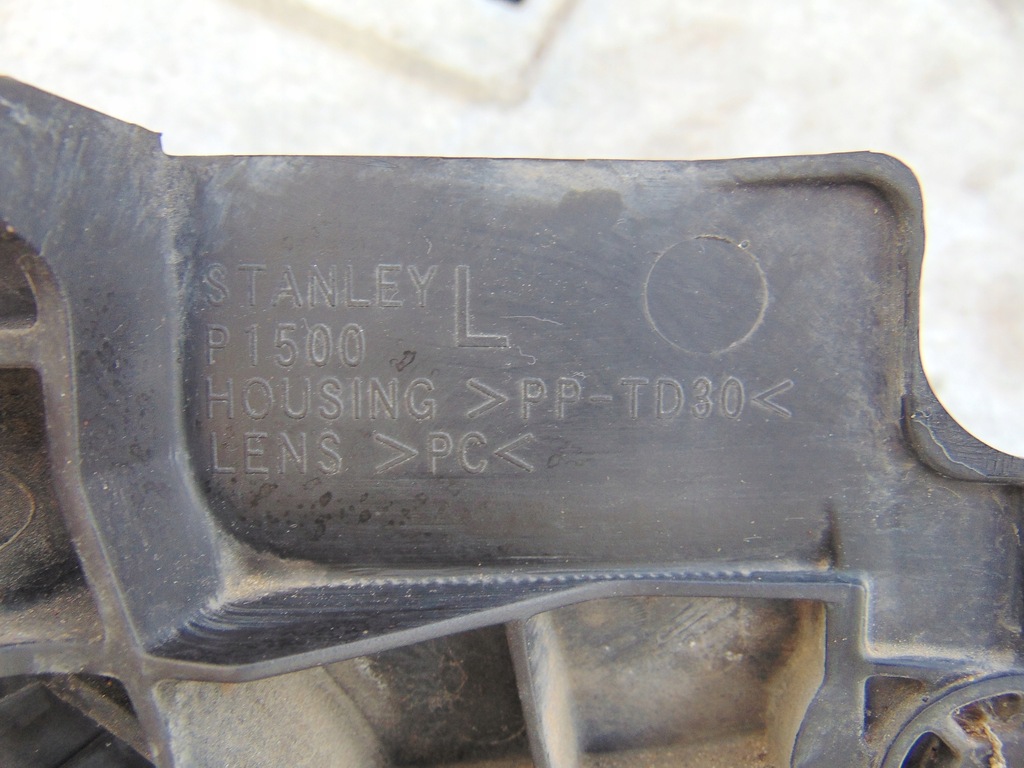 STANLEY L
P1500
HOUSING >PP-TD30<
LENS >PC<